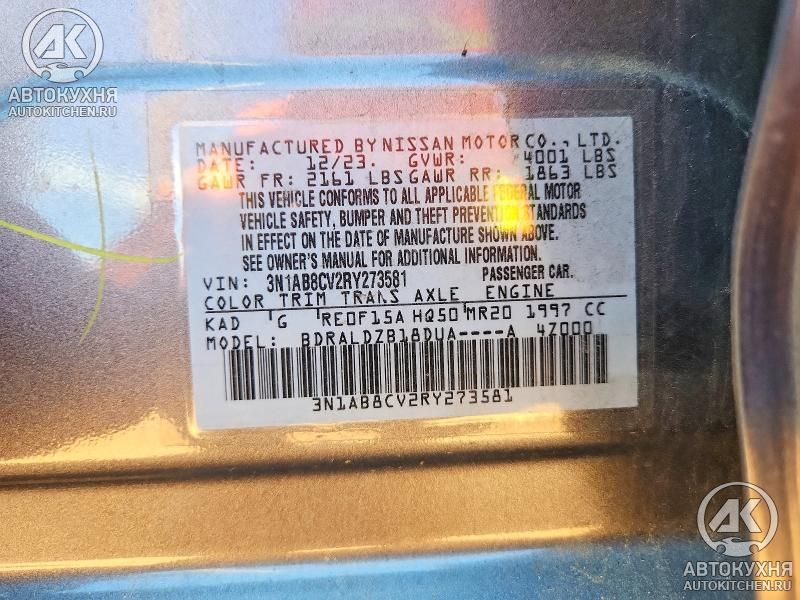 AK
АВТОКУХНЯ
AUTOKITCHEN.RU
MANUFACTURED BY NISSAN MOTOR CO., LTD.
DATE: 12/23. GVWR: 4001 LBS
GAWR FR: 2161 LBS GAWR RR: 1863 LBS
THIS VEHICLE CONFORMS TO ALL APPLICABLE FEDERAL MOTOR
VEHICLE SAFETY, BUMPER AND THEFT PREVENTION STANDARDS
IN EFFECT ON THE DATE OF MANUFACTURE SHOWN ABOVE.
SEE OWNER'S MANUAL FOR ADDITIONAL INFORMATION.
VIN: 3N1AB8CV2RY273581 PASSENGER CAR.
COLOR TRIM TRANS AXLE ENGINE
KAD G RE0F15A HQ50 MR20 1997 CC
MODEL: BDRALDZB18DUA----A 4Z000
3N1AB8CV2RY273581
AK
АВТОКУХНЯ
AUTOKITCHEN.RU